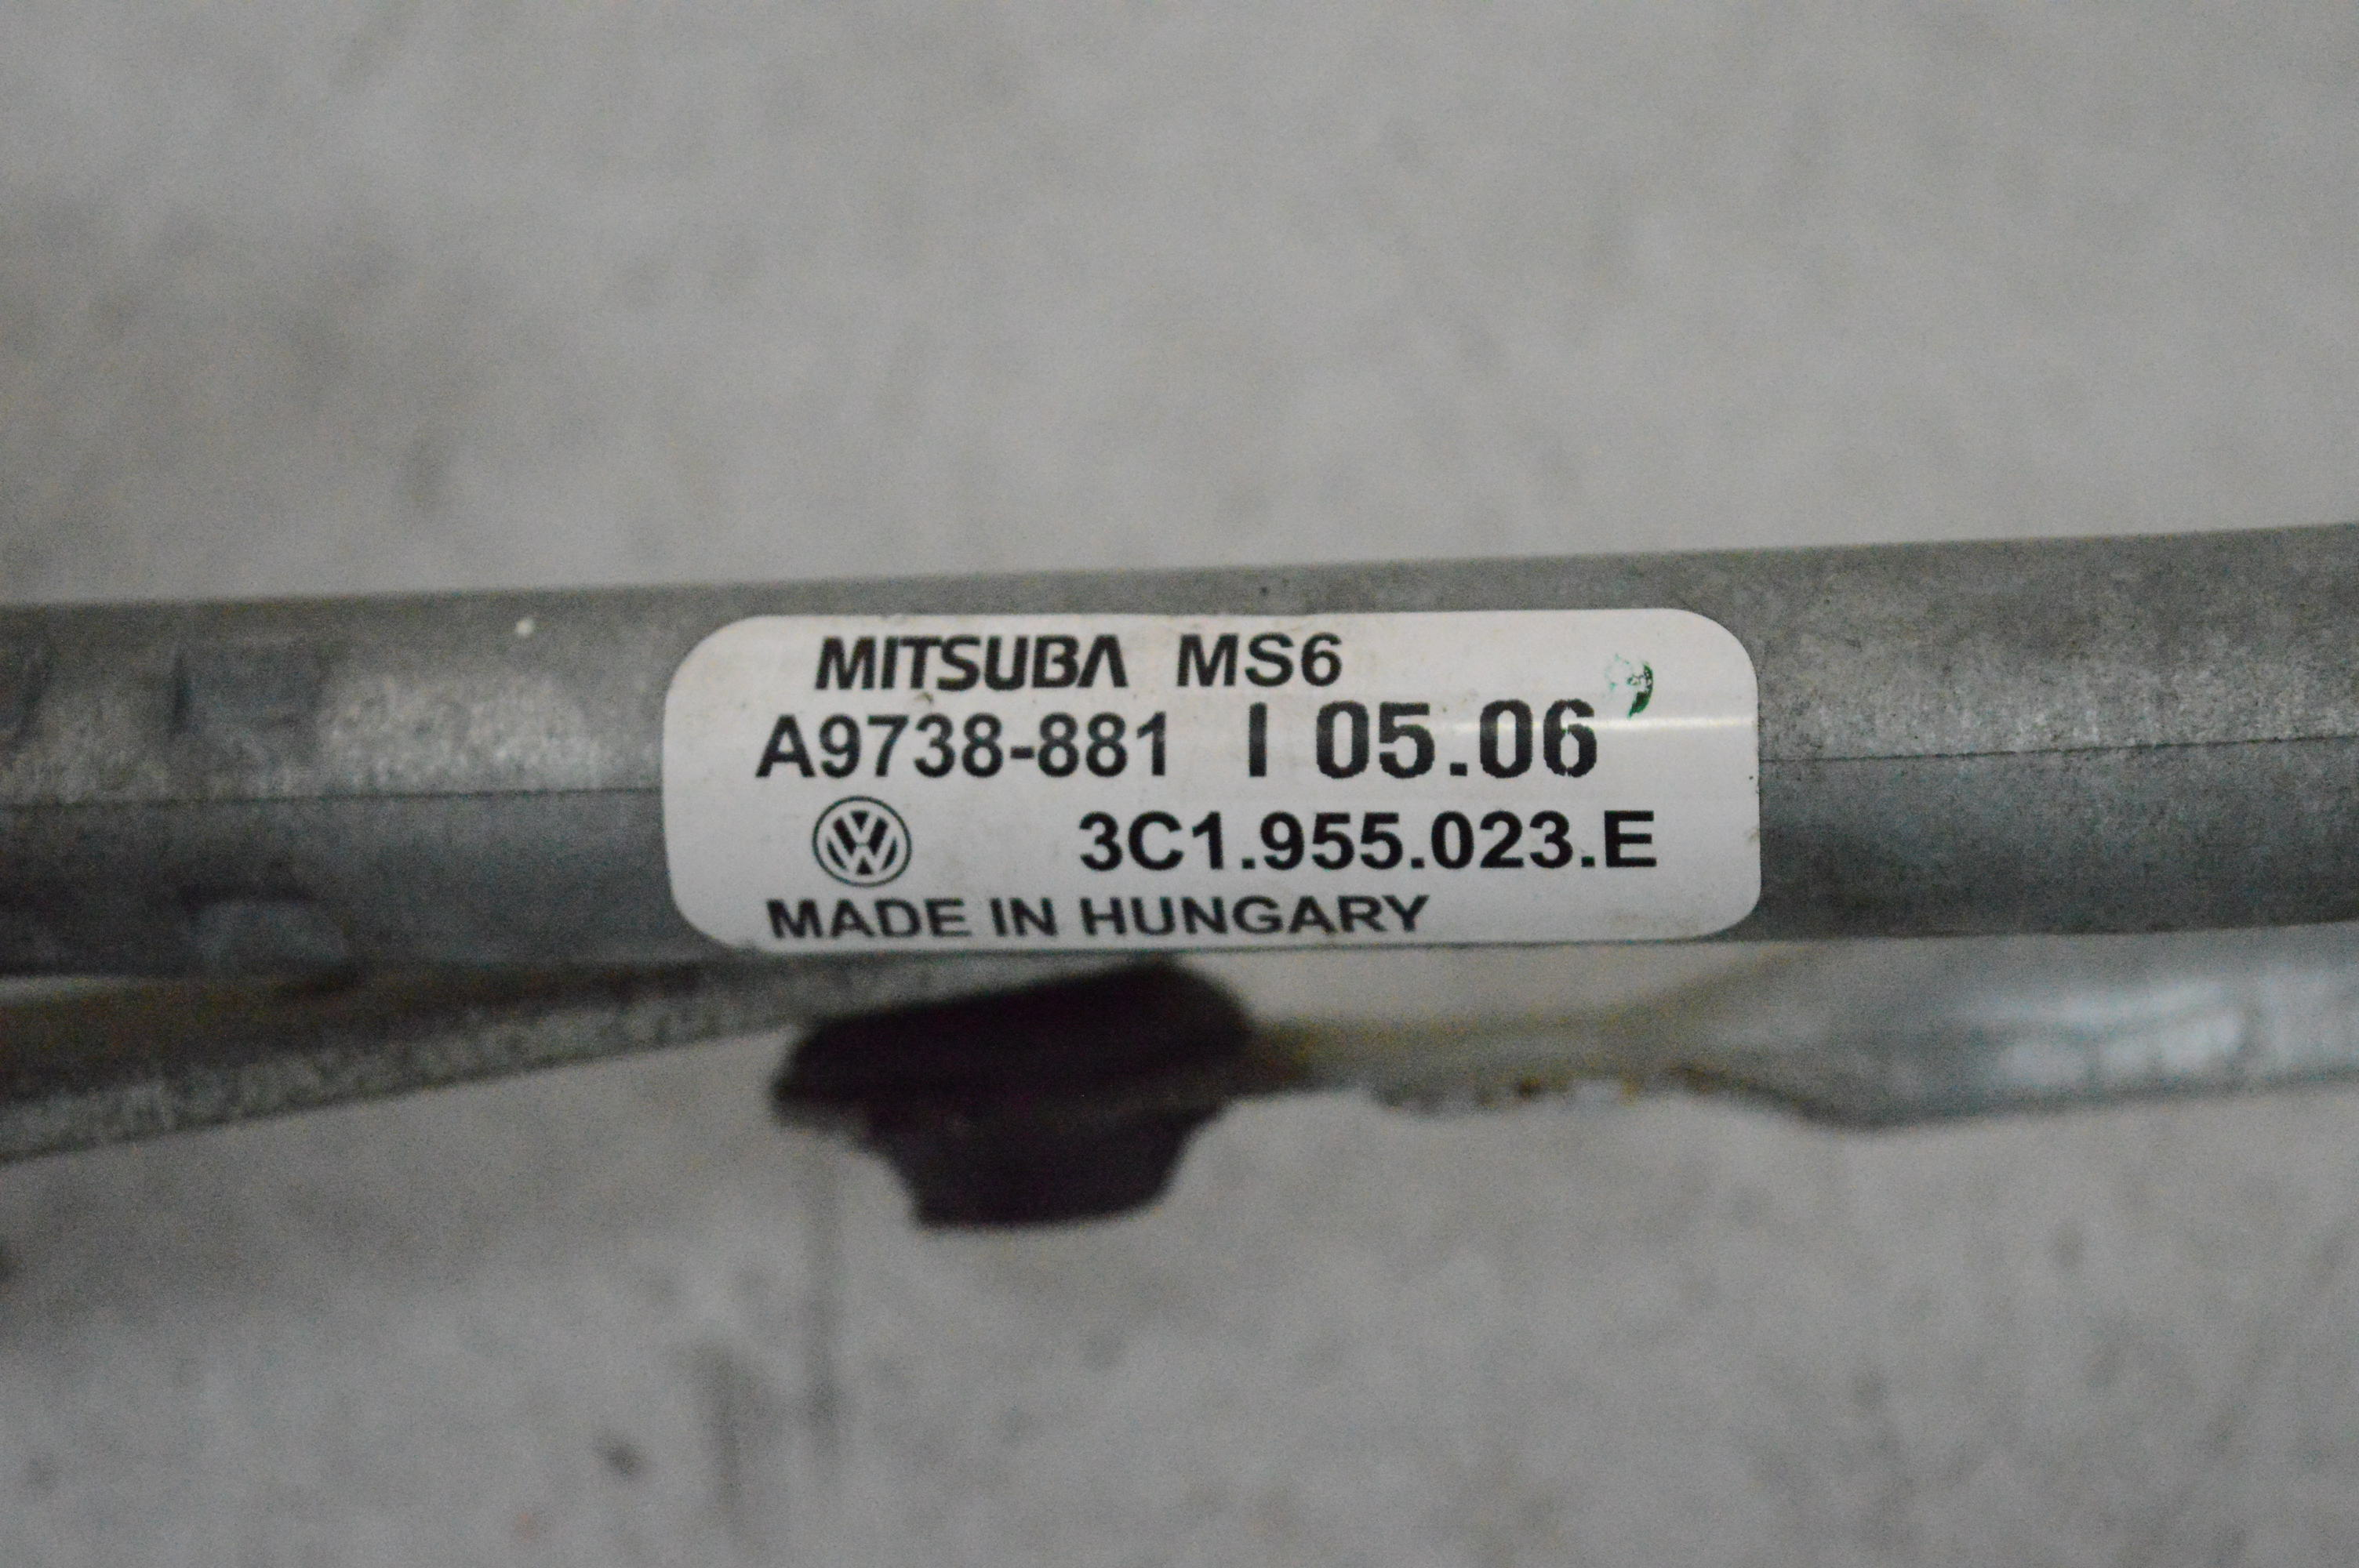 MITSUBA MS6
A9738-881 I 05.06
3C1.955.023.E
MADE IN HUNGARY